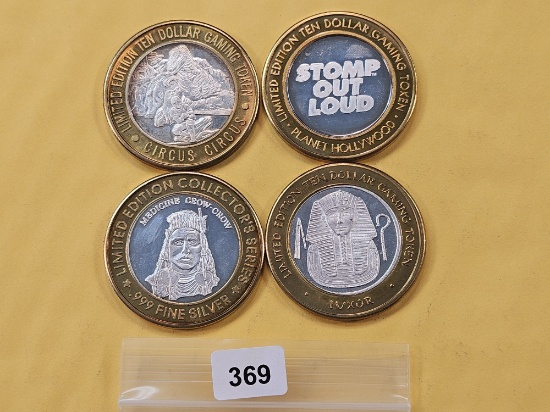 LIMITED EDITION TEN DOLLAR GAMING TOKEN
CIRCUS CIRCUS
LIMITED EDITION TEN DOLLAR GAMING TOKEN
STOMP
OUT
LOUD
PLANET HOLLYWOOD
LIMITED EDITION COLLECTOR'S SERIES
MEDICINE CROW-CROW
.999 FINE SILVER
LIMITED EDITION TEN DOLLAR GAMING TOKEN
LUXOR
369